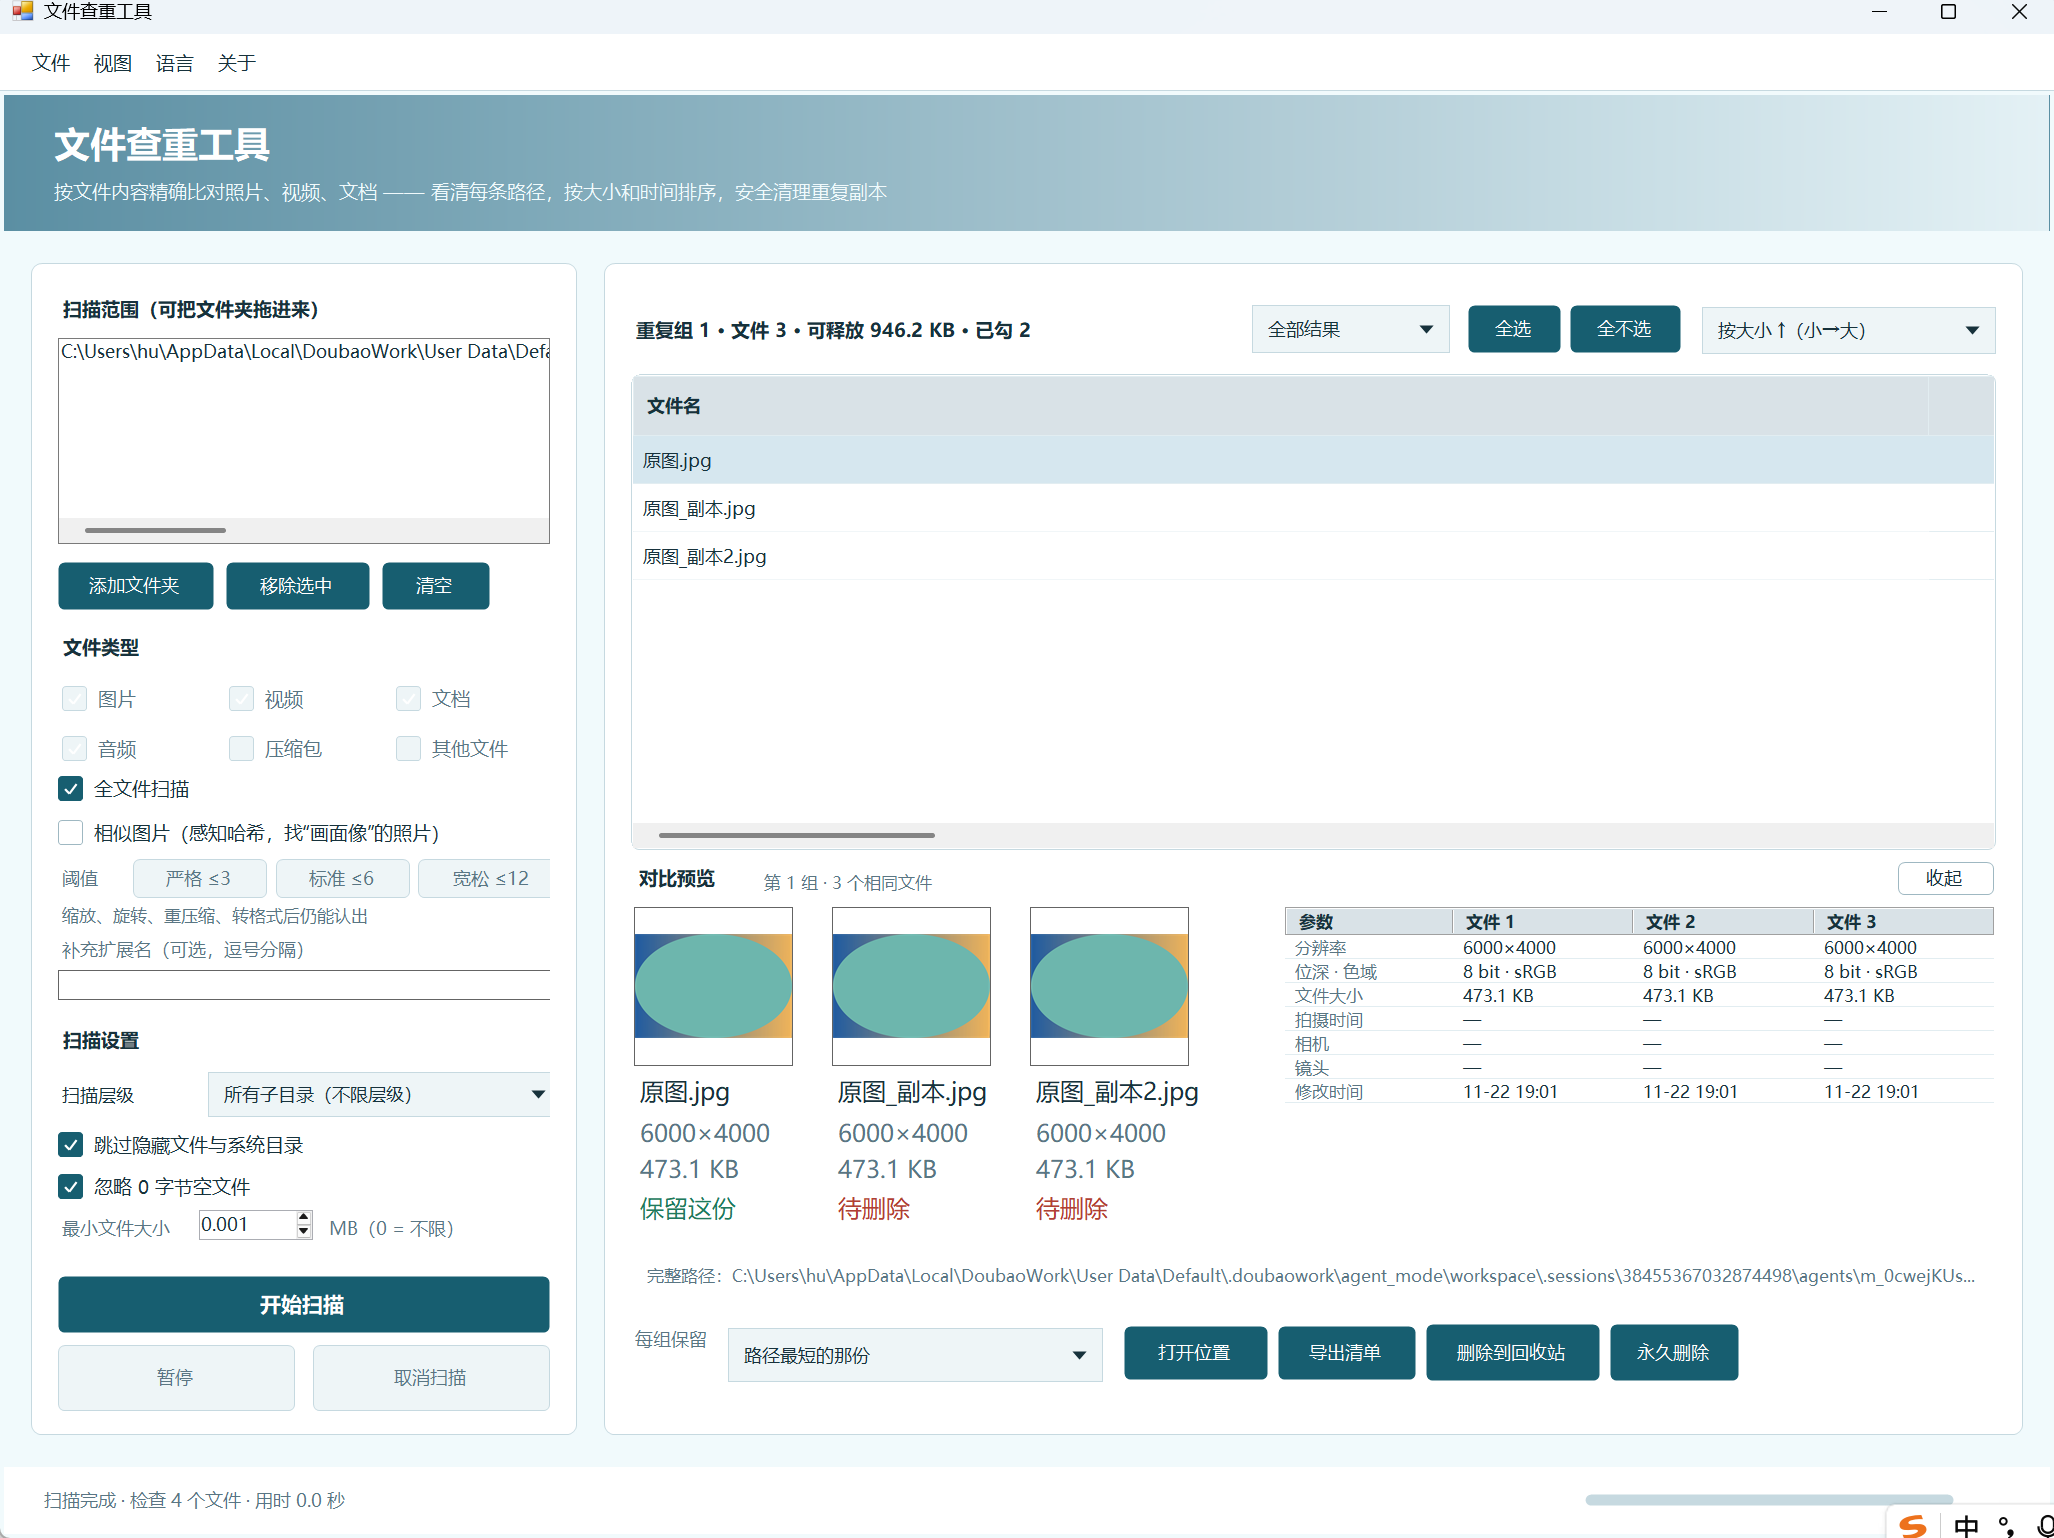 文件查重工具
文件 视图 语言 关于
文件查重工具
按文件内容精确比对照片、视频、文档 —— 看清每条路径，按大小和时间排序，安全清理重复副本
扫描范围（可把文件夹拖进来）
C:\Users\hu\AppData\Local\DoubaoWork\User Data\Defa
添加文件夹 移除选中 清空
文件类型
图片 视频 文档
音频 压缩包 其他文件
全文件扫描
相似图片（感知哈希，找“画面像”的照片）
阈值 严格 ≤3 标准 ≤6 宽松 ≤12
缩放、旋转、重压缩、转格式后仍能认出
补充扩展名（可选，逗号分隔）
扫描设置
扫描层级 所有子目录（不限层级）
跳过隐藏文件与系统目录
忽略 0 字节空文件
最小文件大小 0.001 MB（0 = 不限）
开始扫描
暂停 取消扫描
重复组 1 · 文件 3 · 可释放 946.2 KB · 已勾 2
全部结果 全选 全不选 按大小↑（小→大）
文件名
原图.jpg
原图_副本.jpg
原图_副本2.jpg
对比预览 第 1 组 · 3 个相同文件 收起
原图.jpg 原图_副本.jpg 原图_副本2.jpg
6000×4000 6000×4000 6000×4000
473.1 KB 473.1 KB 473.1 KB
保留这份 待删除 待删除
参数 文件 1 文件 2 文件 3
分辨率 6000×4000 6000×4000 6000×4000
位深 · 色域 8 bit · sRGB 8 bit · sRGB 8 bit · sRGB
文件大小 473.1 KB 473.1 KB 473.1 KB
拍摄时间 — — —
相机 — — —
镜头 — — —
修改时间 11-22 19:01 11-22 19:01 11-22 19:01
完整路径：C:\Users\hu\AppData\Local\DoubaoWork\User Data\Default\.doubaowork\agent_mode\workspace\.sessions\38455367032874498\agents\m_0cwejKUs...
每组保留 路径最短的那份 打开位置 导出清单 删除到回收站 永久删除
扫描完成 · 检查 4 个文件 · 用时 0.0 秒
中